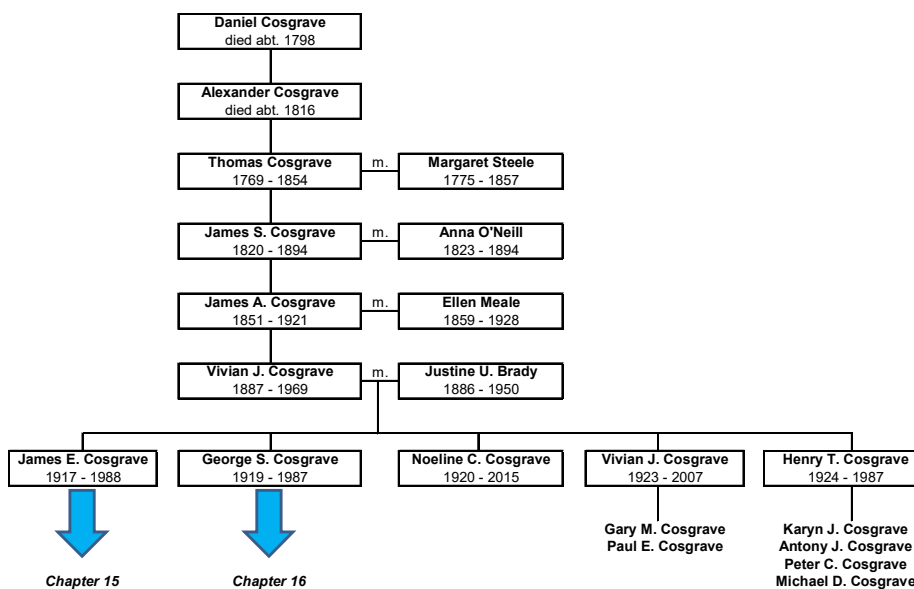 Daniel Cosgrave
died abt. 1798
Alexander Cosgrave
died abt. 1816
Thomas Cosgrave
1769 - 1854
m.
Margaret Steele
1775 - 1857
James S. Cosgrave
1820 - 1894
m.
Anna O'Neill
1823 - 1894
James A. Cosgrave
1851 - 1921
m.
Ellen Meale
1859 - 1928
Vivian J. Cosgrave
1887 - 1969
m.
Justine U. Brady
1886 - 1950
James E. Cosgrave
1917 - 1988
George S. Cosgrave
1919 - 1987
Noeline C. Cosgrave
1920 - 2015
Vivian J. Cosgrave
1923 - 2007
Henry T. Cosgrave
1924 - 1987
Gary M. Cosgrave
Paul E. Cosgrave
Karyn J. Cosgrave
Antony J. Cosgrave
Peter C. Cosgrave
Michael D. Cosgrave
Chapter 15
Chapter 16